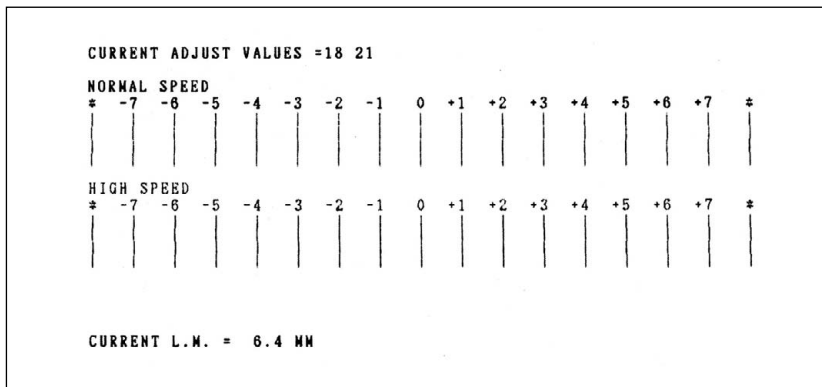 CURRENT ADJUST VALUES =18 21
NORMAL SPEED
* -7 -6 -5 -4 -3 -2 -1 0 +1 +2 +3 +4 +5 +6 +7 *
HIGH SPEED
* -7 -6 -5 -4 -3 -2 -1 0 +1 +2 +3 +4 +5 +6 +7 *
CURRENT L.M. = 6.4 MM